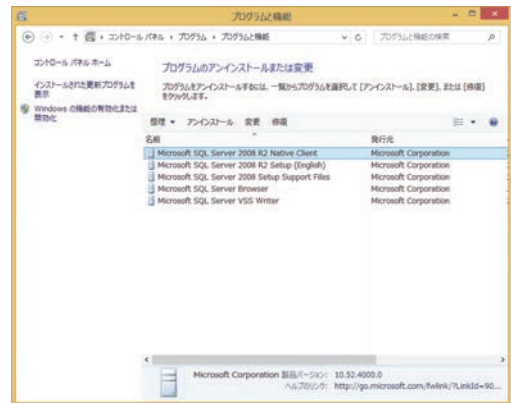 プログラムと機能
コントロール パネル › プログラム › プログラムと機能
プログラムと機能の検索
コントロール パネル ホーム
インストールされた更新プログラムを
表示
Windows の機能の有効化または
無効化
プログラムのアンインストールまたは変更
プログラムをアンインストールするには、一覧からプログラムを選択して [アンインストール]、[変更]、または [修復]
をクリックします。
整理 アンインストール 変更 修復
名前 発行元
Microsoft SQL Server 2008 R2 Native Client Microsoft Corporation
Microsoft SQL Server 2008 R2 Setup (English) Microsoft Corporation
Microsoft SQL Server 2008 Setup Support Files Microsoft Corporation
Microsoft SQL Server Browser Microsoft Corporation
Microsoft SQL Server VSS Writer Microsoft Corporation
Microsoft Corporation 製品バージョン: 10.52.4000.0
ヘルプのリンク: http://go.microsoft.com/fwlink/?LinkId=90...